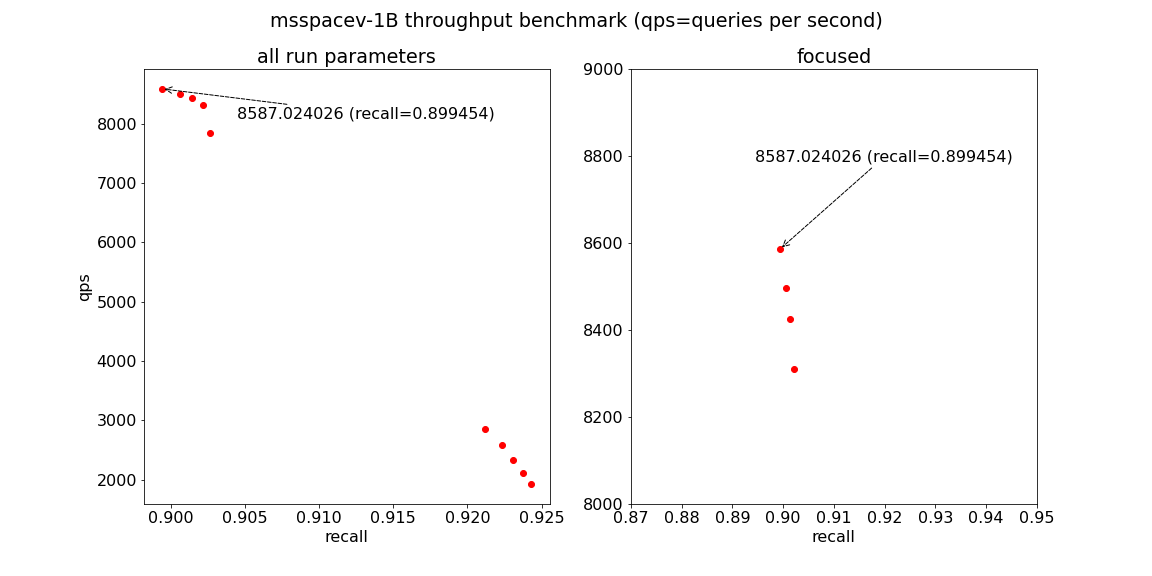 msspacev-1B throughput benchmark (qps=queries per second)
all run parameters
8587.024026 (recall=0.899454)
8000
7000
6000
5000
4000
3000
2000
qps
0.900 0.905 0.910 0.915 0.920 0.925
recall
focused
8587.024026 (recall=0.899454)
9000
8800
8600
8400
8200
8000
0.87 0.88 0.89 0.90 0.91 0.92 0.93 0.94 0.95
recall